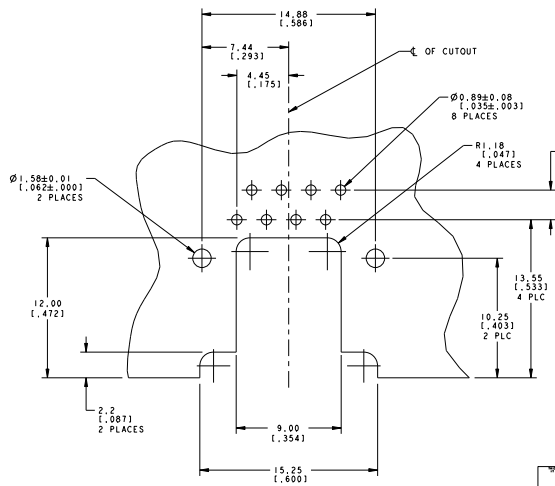 14.88
[.586]
7.44
[.293]
4.45
[.175]
℄ OF CUTOUT
Ø0.89±0.08
[.035±.003]
8 PLACES
R1.18
[.047]
4 PLACES
Ø1.58±0.01
[.062±.000]
2 PLACES
12.00
[.472]
13.55
[.533]
4 PLC
10.25
[.403]
2 PLC
2.2
[.087]
2 PLACES
9.00
[.354]
15.25
[.600]